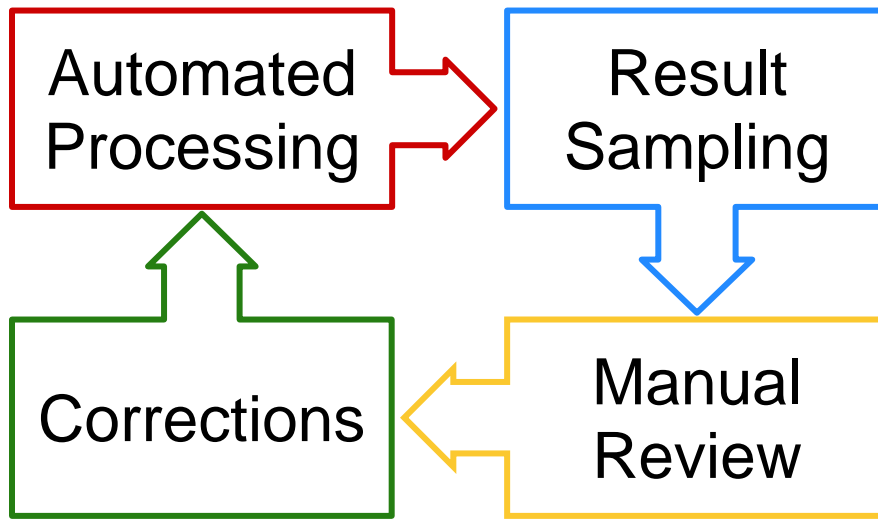 Automated
Processing
Result
Sampling
Corrections
Manual
Review